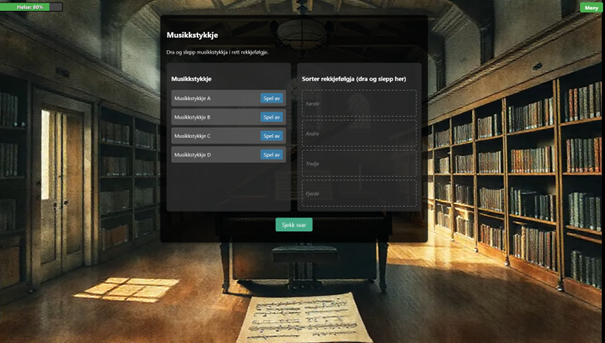 Helse: 80%
Meny
Musikkstykkje
Dra og slepp musikkstykkja i rett rekkjefølgje.
Musikkstykkje
Musikkstykkje A
Spel av
Musikkstykkje B
Spel av
Musikkstykkje C
Spel av
Musikkstykkje D
Spel av
Sorter rekkjefølgja (dra og slepp her)
Første
Andre
Tredje
Fjerde
Sjekk svar